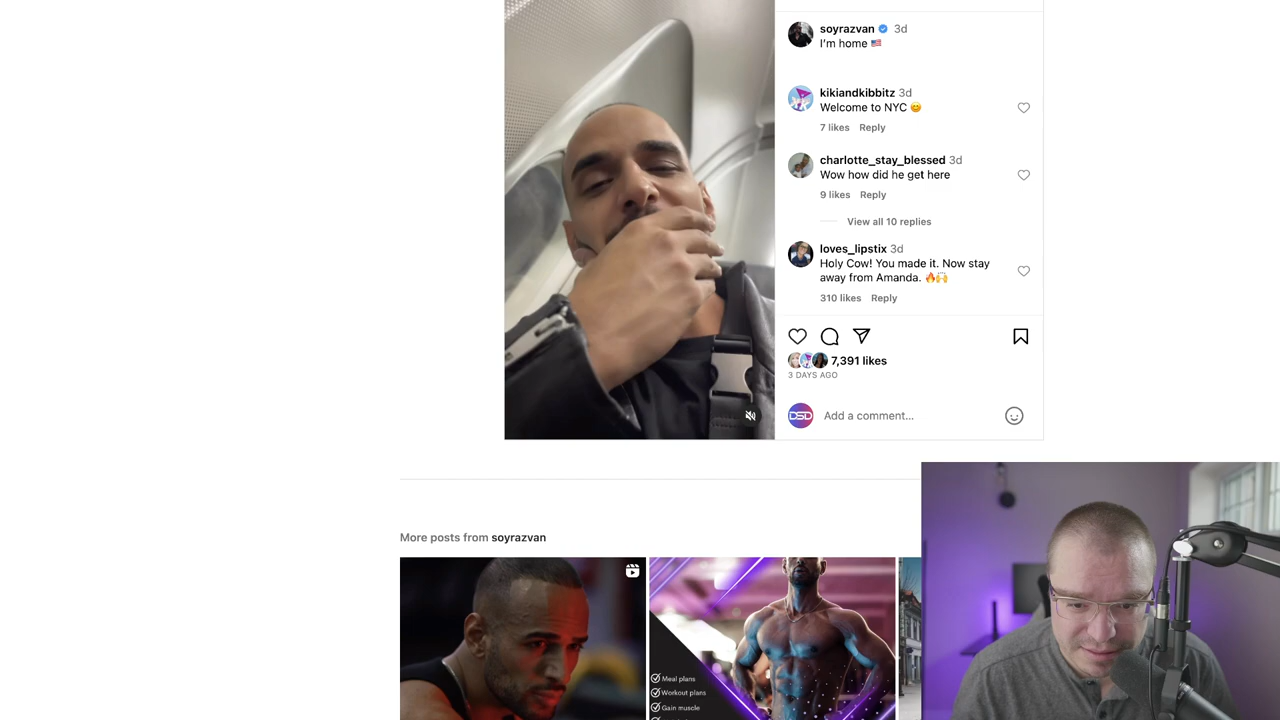 soyrazvan 3d
I'm home 🇺🇸
kikiandkibbitz 3d
Welcome to NYC 😊
7 likes Reply
charlotte_stay_blessed 3d
Wow how did he get here
9 likes Reply
View all 10 replies
loves_lipstix 3d
Holy Cow! You made it. Now stay
away from Amanda. 🔥🙌
310 likes Reply
7,391 likes
3 DAYS AGO
DSD
Add a comment...
More posts from soyrazvan
Meal plans
Workout plans
Gain muscle